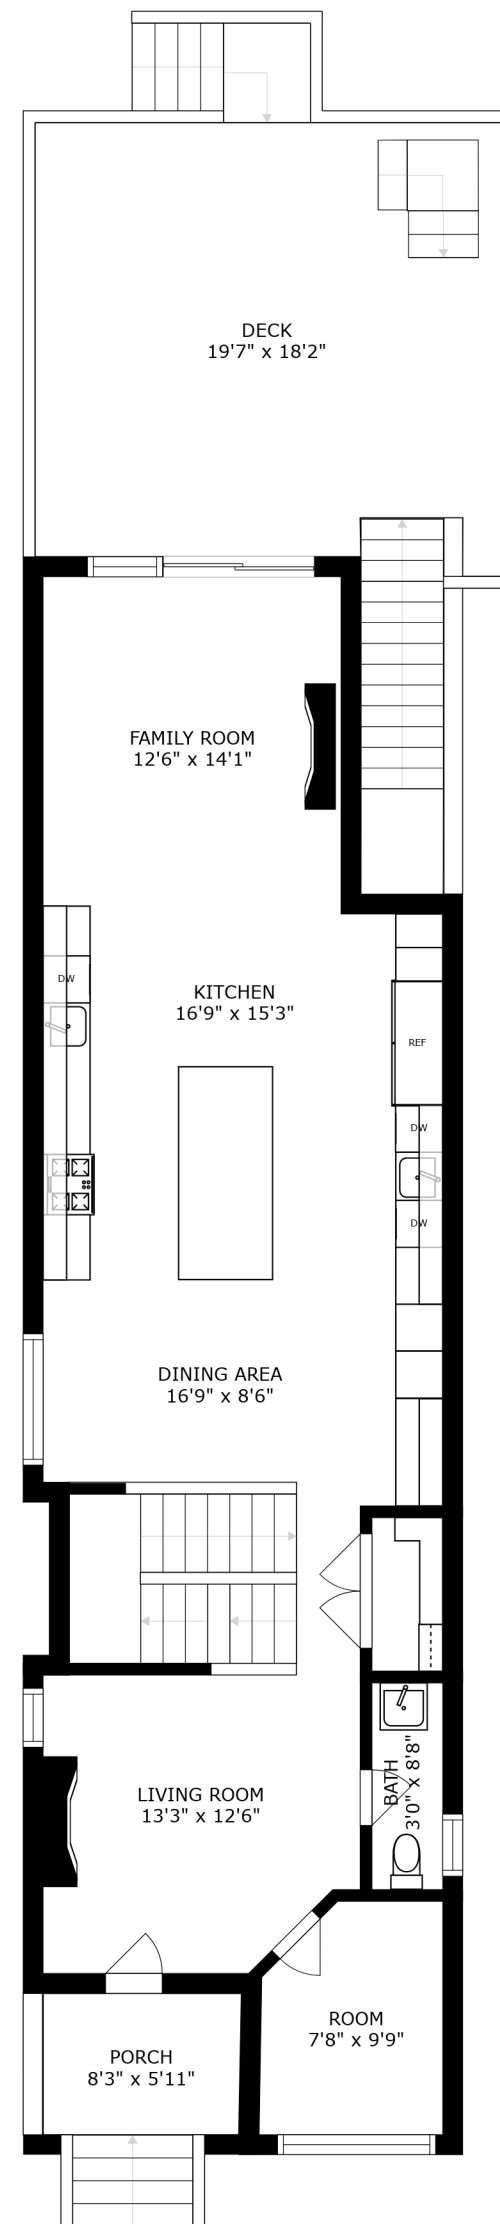 DECK
19'7" x 18'2"
FAMILY ROOM
12'6" x 14'1"
DW
KITCHEN
16'9" x 15'3"
REF
DW
DW
DINING AREA
16'9" x 8'6"
BATH
3'0" x 8'8"
LIVING ROOM
13'3" x 12'6"
ROOM
7'8" x 9'9"
PORCH
8'3" x 5'11"